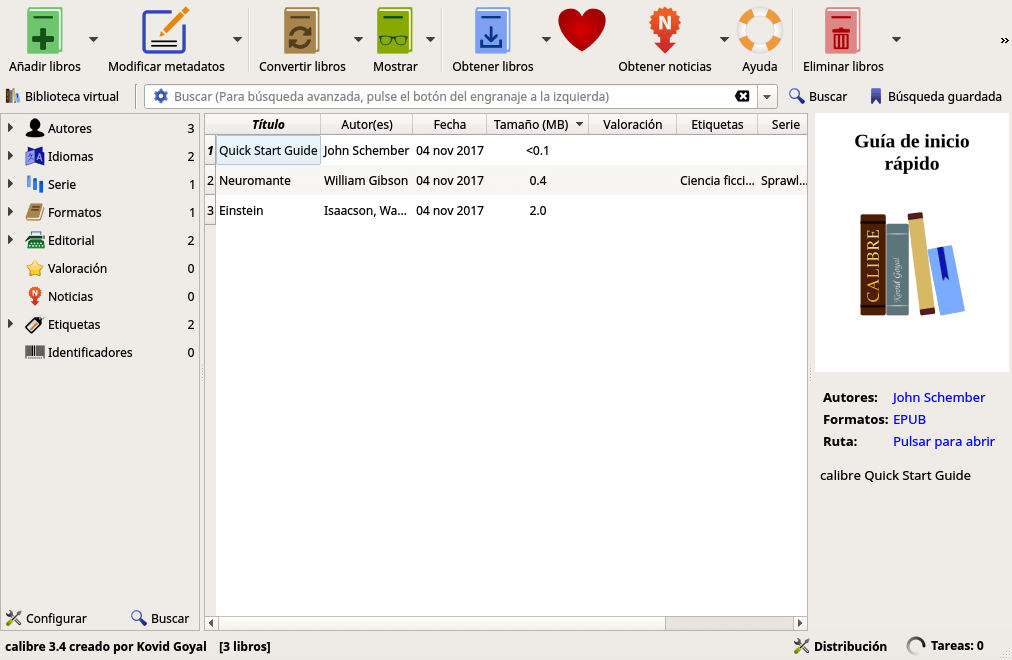 Añadir libros
Modificar metadatos
Convertir libros
Mostrar
Obtener libros
Obtener noticias
Ayuda
Eliminar libros
»
Biblioteca virtual
Buscar (Para búsqueda avanzada, pulse el botón del engranaje a la izquierda)
Buscar
Búsqueda guardada
Autores 3
Idiomas 2
Serie 1
Formatos 1
Editorial 2
Valoración 0
Noticias 0
Etiquetas 2
Identificadores 0
Título Autor(es) Fecha Tamaño (MB) Valoración Etiquetas Serie
1 Quick Start Guide John Schember 04 nov 2017 <0.1
2 Neuromante William Gibson 04 nov 2017 0.4 Ciencia ficci... Sprawl...
3 Einstein Isaacson, Wa... 04 nov 2017 2.0
Guía de inicio
rápido
CALIBRE
Kovid Goyal
Autores: John Schember
Formatos: EPUB
Ruta: Pulsar para abrir
calibre Quick Start Guide
Configurar
Buscar
calibre 3.4 creado por Kovid Goyal [3 libros]
Distribución
Tareas: 0